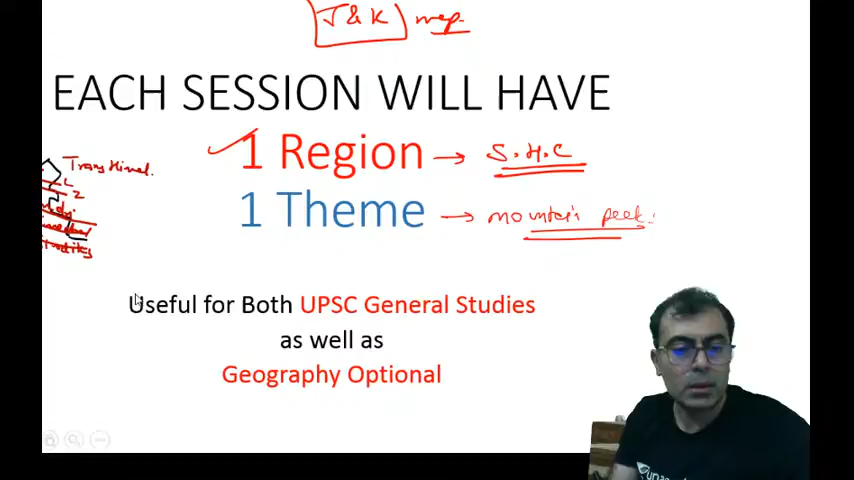 J & K map
EACH SESSION WILL HAVE
1 Region → S.H.C
1 Theme → mountain peek.
Trans Himal.
2
Useful for Both UPSC General Studies
as well as
Geography Optional